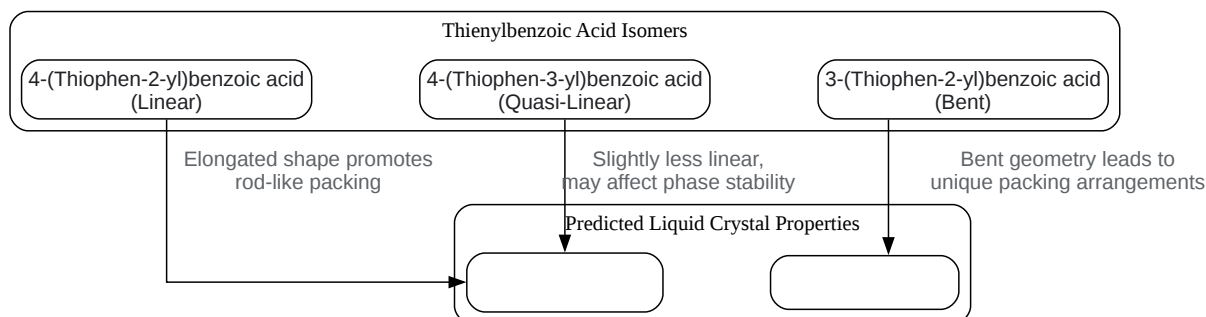 Thienylbenzoic Acid Isomers
4-(Thiophen-2-yl)benzoic acid
(Linear)
4-(Thiophen-3-yl)benzoic acid
(Quasi-Linear)
3-(Thiophen-2-yl)benzoic acid
(Bent)
Elongated shape promotes
rod-like packing
Slightly less linear,
may affect phase stability
Bent geometry leads to
unique packing arrangements
Predicted Liquid Crystal Properties